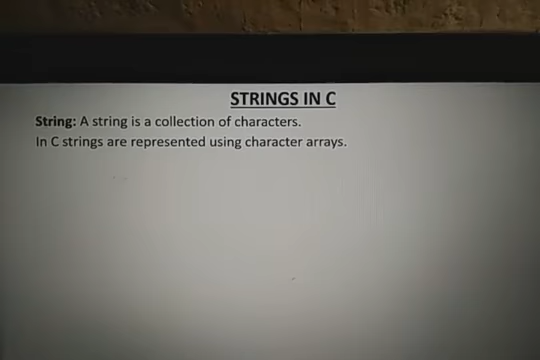 STRINGS IN C
String: A string is a collection of characters.
In C strings are represented using character arrays.